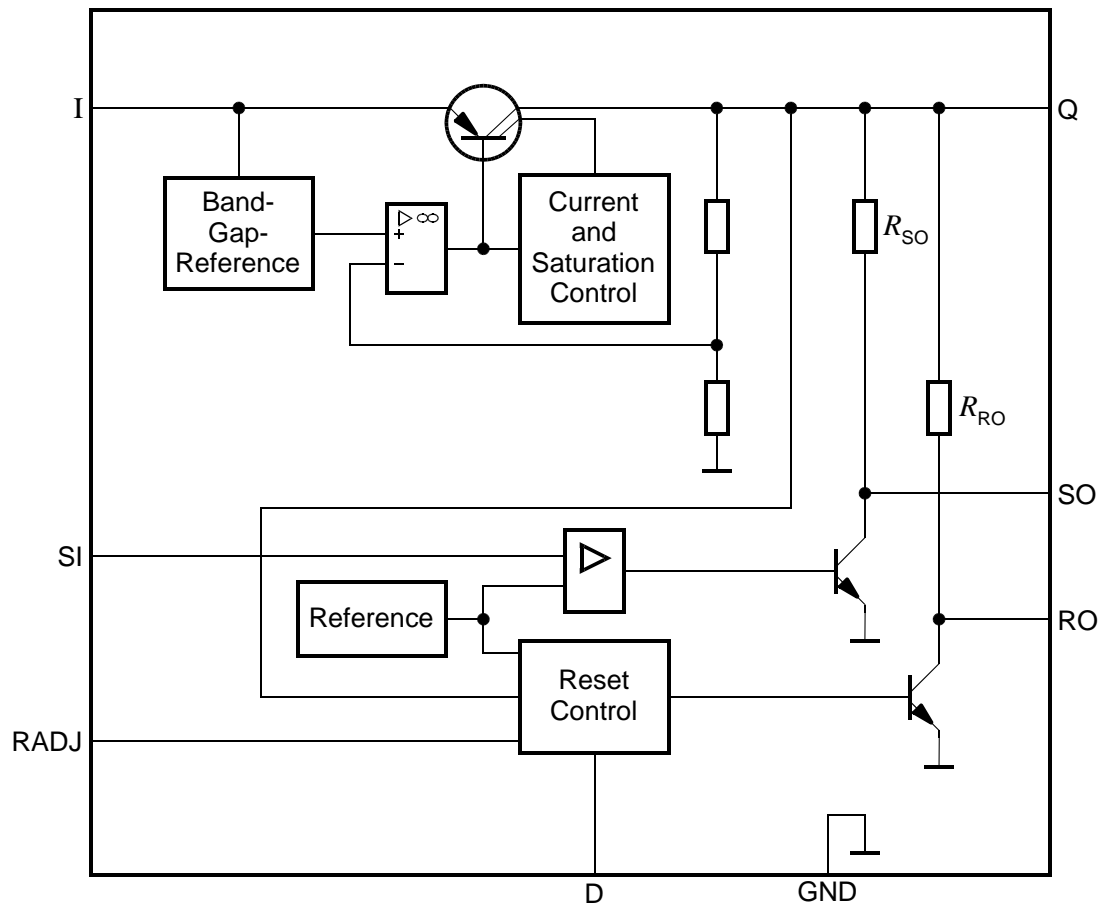 I
Q
Band-
Gap-
Reference
▷ ∞
+
−
Current
and
Saturation
Control
R_SO
R_RO
SO
SI
Reference
RO
Reset
Control
RADJ
D
GND